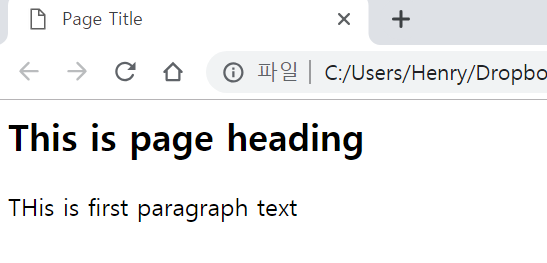 Page Title
파일 C:/Users/Henry/Dropbo
This is page heading
THis is first paragraph text